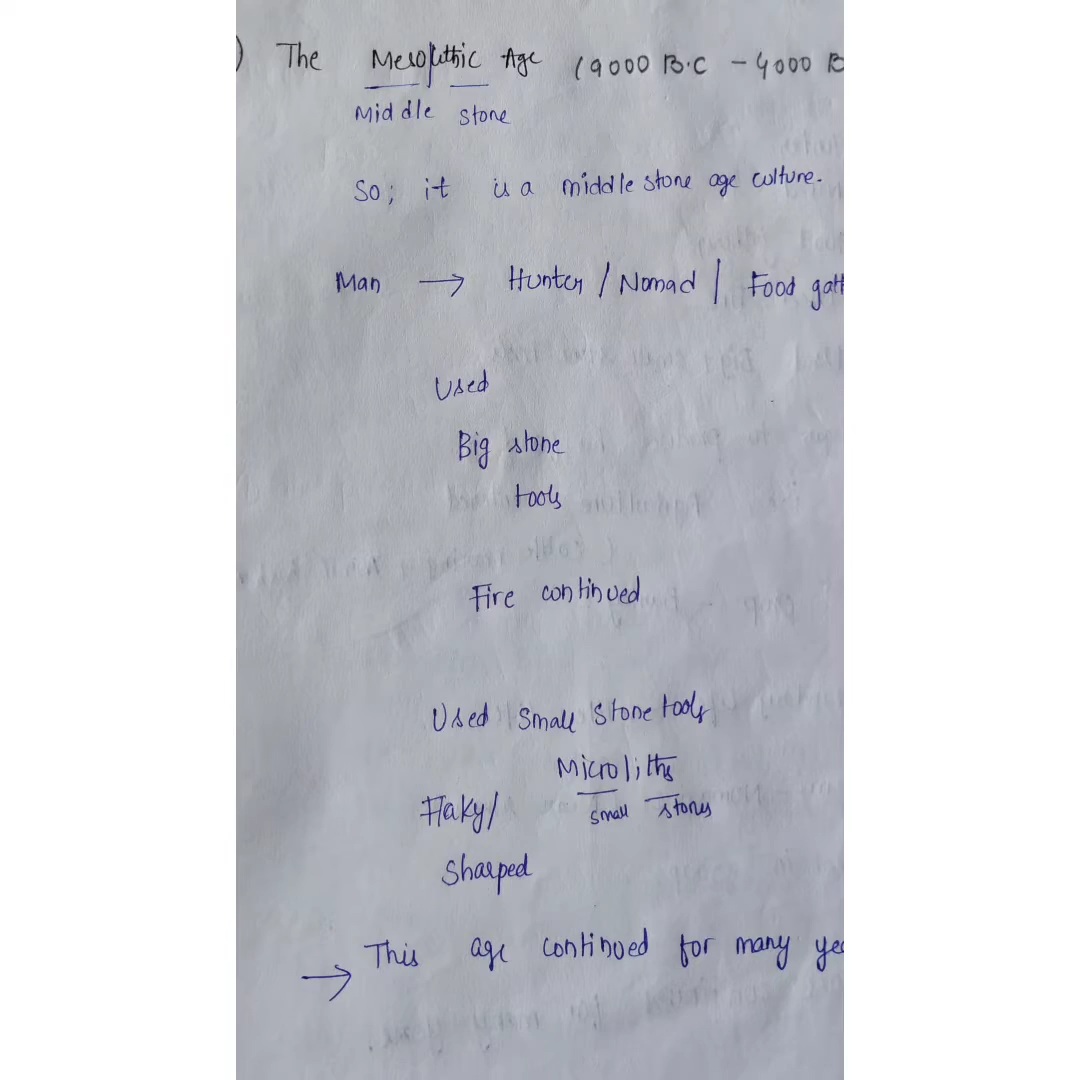 ) The Mesolithic Age (9000 B.C - 4000 B
Middle stone
So; it is a middle stone age culture.
Man → Hunter / Nomad / Food gath
Used
Big stone
tools
Fire continued
Used Small Stone tools
Microliths
Flaky/ small stones
Sharped
→ This age continued for many yea